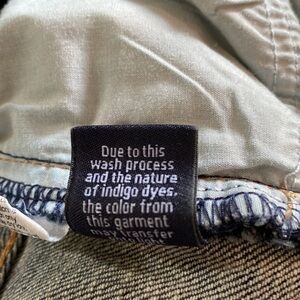 Due to this
wash process
and the nature
of indigo dyes,
the color from
this garment
may transfer